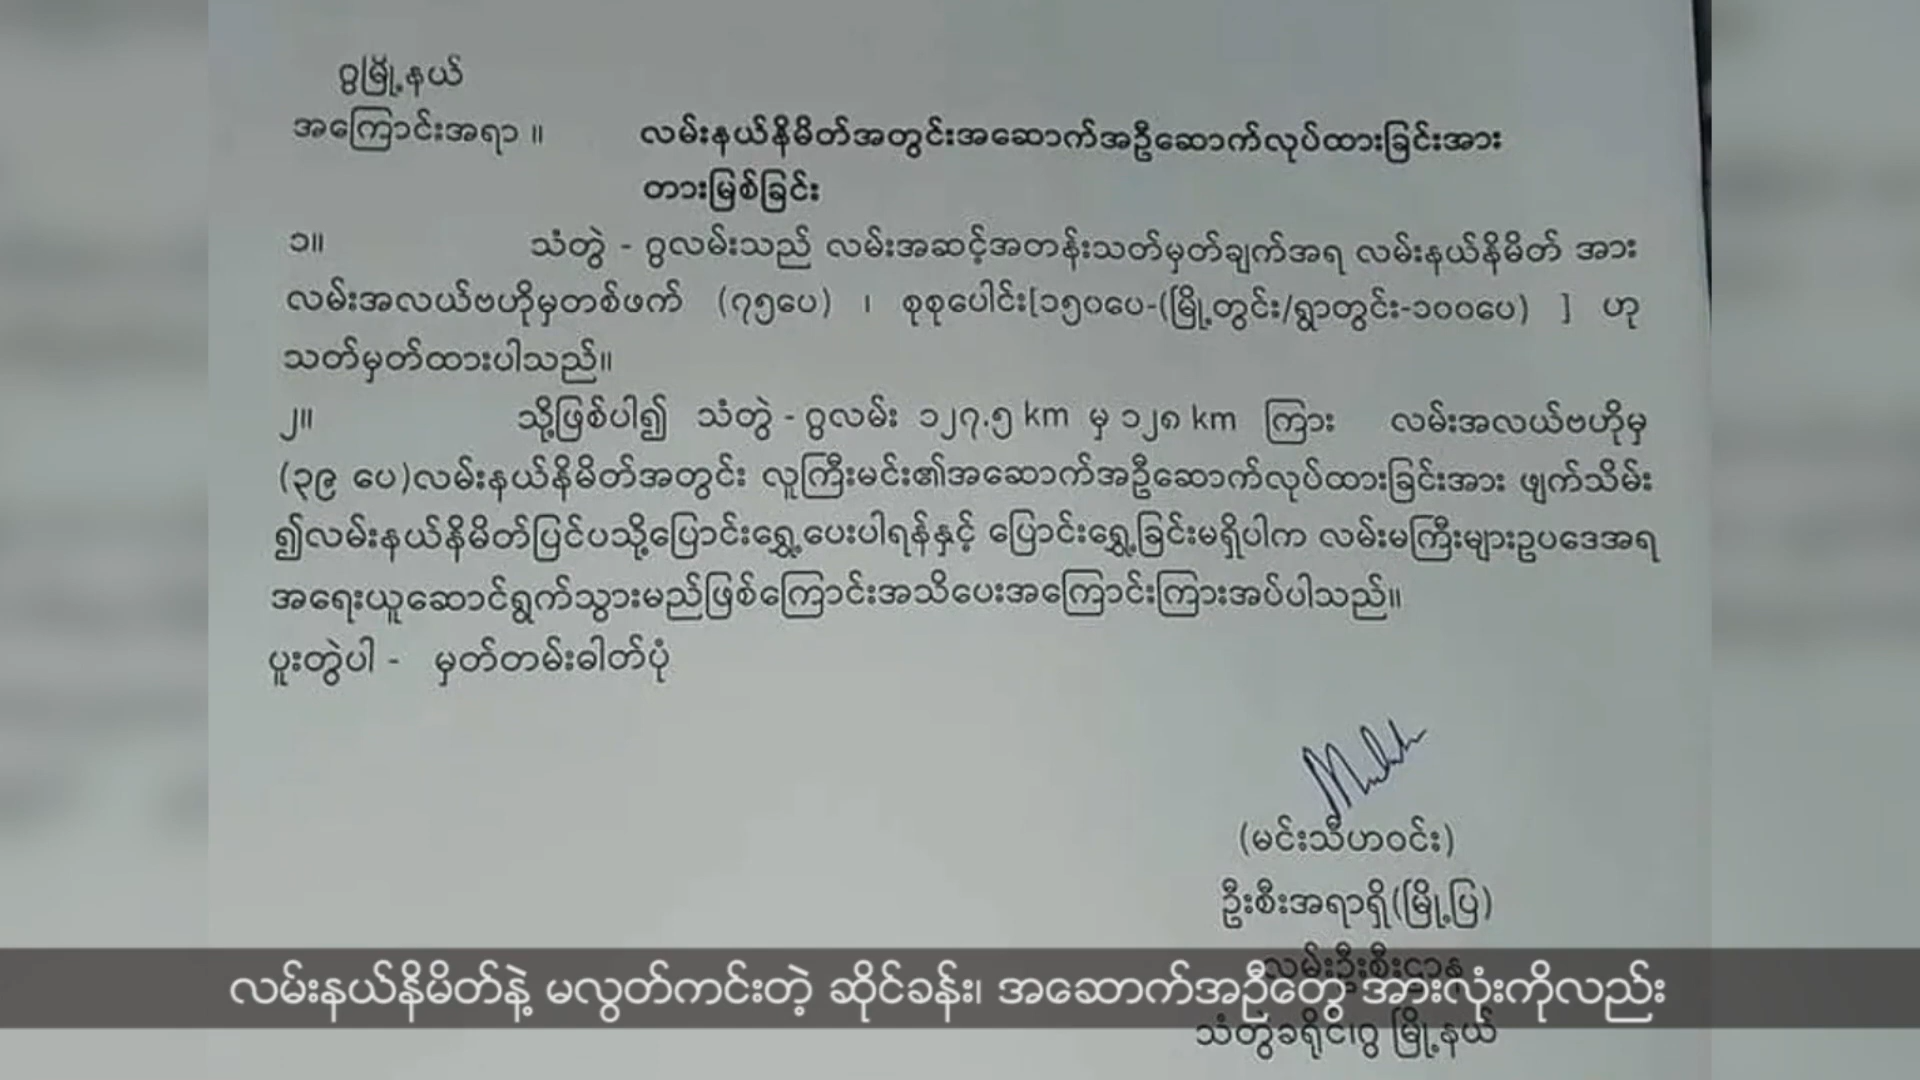 ဂွမြို့နယ်
အကြောင်းအရာ ။ လမ်းနယ်နိမိတ်အတွင်းအဆောက်အဦဆောက်လုပ်ထားခြင်းအား
တားမြစ်ခြင်း
၁။ သံတွဲ - ဂွလမ်းသည် လမ်းအဆင့်အတန်းသတ်မှတ်ချက်အရ လမ်းနယ်နိမိတ် အား
လမ်းအလယ်ဗဟိုမှတစ်ဖက် (၇၅ပေ) ၊ စုစုပေါင်း[၁၅၀ပေ-(မြို့တွင်း/ရွာတွင်း-၁၀၀ပေ) ] ဟု
သတ်မှတ်ထားပါသည်။
၂။ သို့ဖြစ်ပါ၍ သံတွဲ - ဂွလမ်း ၁၂၇.၅ km မှ ၁၂၈ km ကြား လမ်းအလယ်ဗဟိုမှ
(၃၉ ပေ)လမ်းနယ်နိမိတ်အတွင်း လူကြီးမင်း၏အဆောက်အဦဆောက်လုပ်ထားခြင်းအား ဖျက်သိမ်း
၍လမ်းနယ်နိမိတ်ပြင်ပသို့ပြောင်းရွှေ့ပေးပါရန်နှင့် ပြောင်းရွှေ့ခြင်းမရှိပါက လမ်းမကြီးများဥပဒေအရ
အရေးယူဆောင်ရွက်သွားမည်ဖြစ်ကြောင်းအသိပေးအကြောင်းကြားအပ်ပါသည်။
ပူးတွဲပါ - မှတ်တမ်းဓါတ်ပုံ
(မင်းသီဟဝင်း)
ဦးစီးအရာရှိ(မြို့ပြ)
လမ်းဦးစီးဌာန
လမ်းနယ်နိမိတ်နဲ့ မလွတ်ကင်းတဲ့ ဆိုင်ခန်း၊ အဆောက်အဦတွေ အားလုံးကိုလည်း
သံတွဲခရိုင်၊ဂွ မြို့နယ်